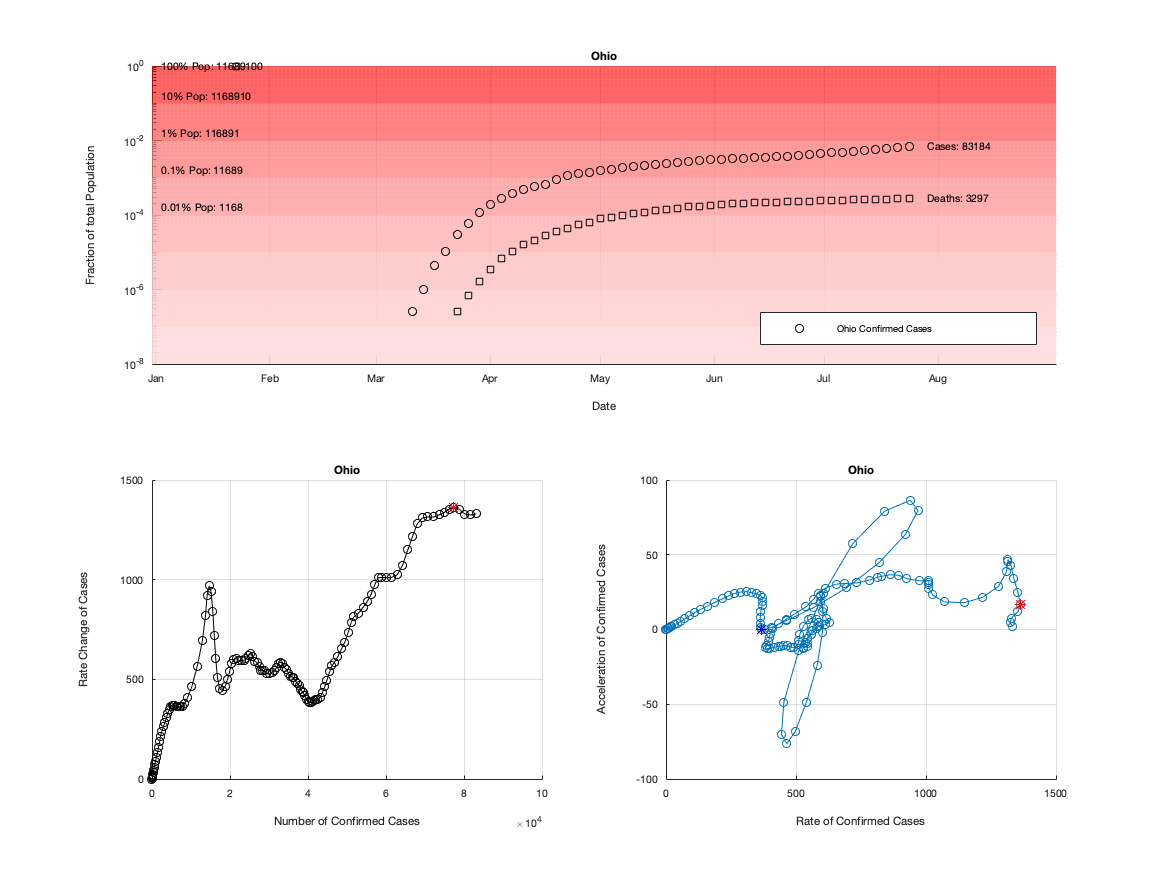 Ohio
10^0
100% Pop: 11689100
10% Pop: 1168910
1% Pop: 116891
10^-2
Cases: 83184
0.1% Pop: 11689
Fraction of total Population
0.01% Pop: 1168
10^-4
Deaths: 3297
10^-6
Ohio Confirmed Cases
10^-8
Jan Feb Mar Apr May Jun Jul Aug
Date
Ohio
1500
1000
500
0
Rate Change of Cases
0 2 4 6 8 10
Number of Confirmed Cases
× 10^4
Ohio
100
50
0
-50
-100
Acceleration of Confirmed Cases
0 500 1000 1500
Rate of Confirmed Cases